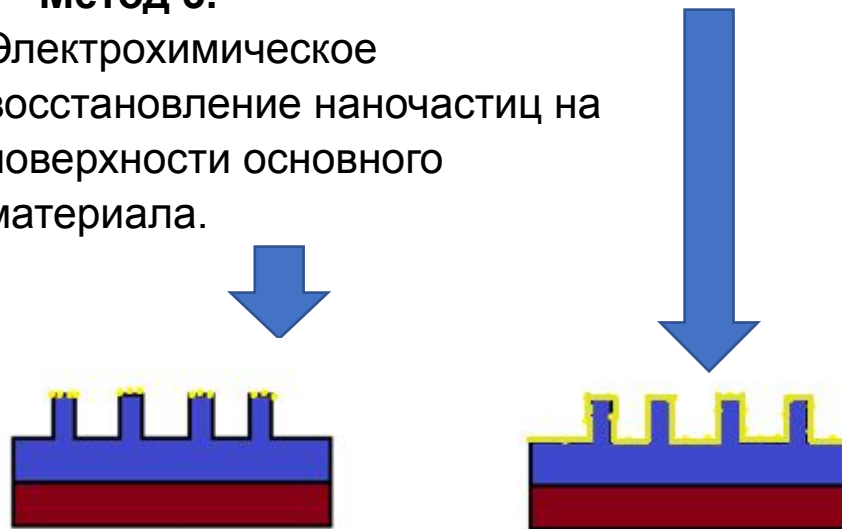 Метод 3.
Электрохимическое
восстановление наночастиц на
поверхности основного
материала.